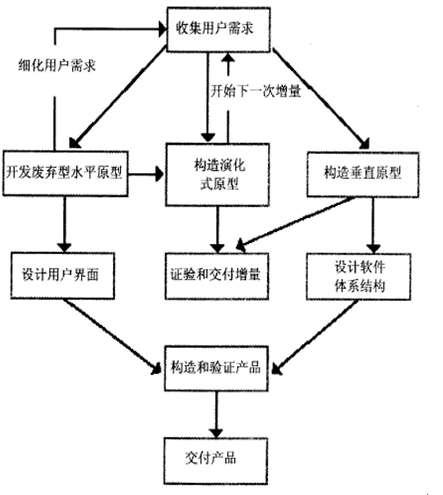 收集用户需求
细化用户需求
开始下一次增量
开发废弃型水平原型
构造演化
式原型
构造垂直原型
设计用户界面
证验和交付增量
设计软件
体系结构
构造和验证产品
交付产品